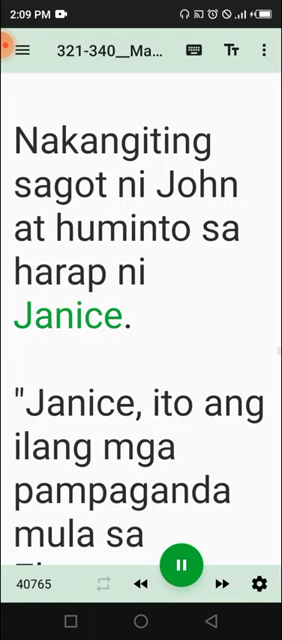 2:09 PM
321-340__Ma...
Nakangiting
sagot ni John
at huminto sa
harap ni
Janice.
"Janice, ito ang
ilang mga
pampaganda
mula sa
40765